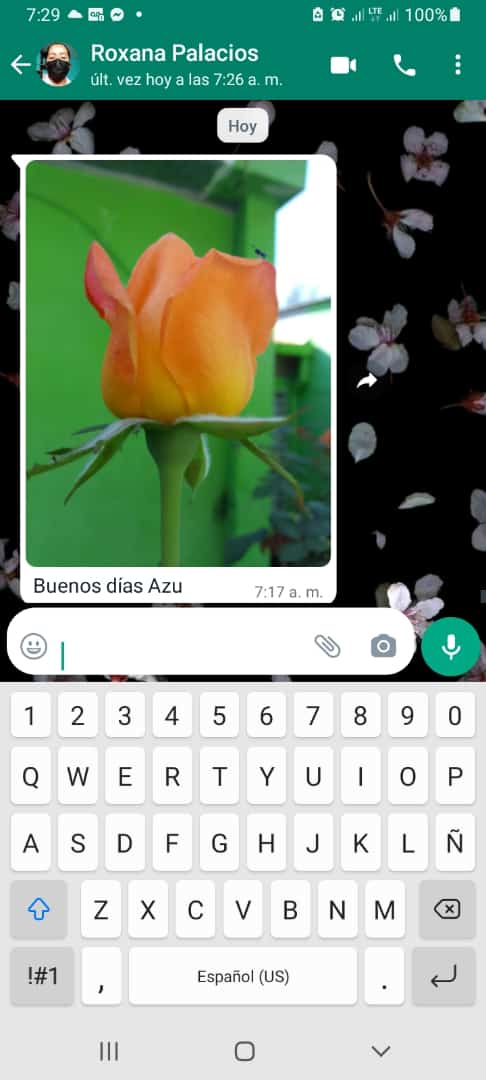 7:29 LTE 100%
Roxana Palacios
últ. vez hoy a las 7:26 a. m.
Hoy
Buenos días Azu
7:17 a. m.
1 2 3 4 5 6 7 8 9 0
Q W E R T Y U I O P
A S D F G H J K L Ñ
Z X C V B N M
!#1 , Español (US) .